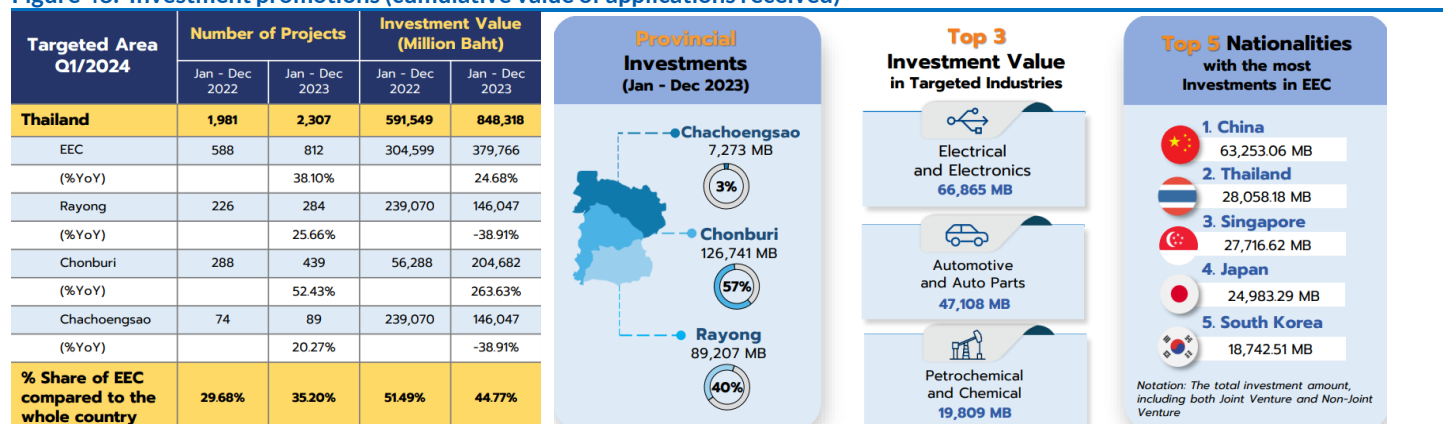 Figure 48: Investment promotions (cumulative value of applications received)
Targeted Area
Q1/2024
Number of Projects
Investment Value
(Million Baht)
Jan - Dec
2022
Jan - Dec
2023
Jan - Dec
2022
Jan - Dec
2023
Thailand 1,981 2,307 591,549 848,318
EEC 588 812 304,599 379,766
(%YoY) 38.10% 24.68%
Rayong 226 284 239,070 146,047
(%YoY) 25.66% -38.91%
Chonburi 288 439 56,288 204,682
(%YoY) 52.43% 263.63%
Chachoengsao 74 89 239,070 146,047
(%YoY) 20.27% -38.91%
% Share of EEC
compared to the
whole country
29.68% 35.20% 51.49% 44.77%
Provincial
Investments
(Jan - Dec 2023)
Chachoengsao
7,273 MB
3%
Chonburi
126,741 MB
57%
Rayong
89,207 MB
40%
Top 3
Investment Value
in Targeted Industries
Electrical
and Electronics
66,865 MB
Automotive
and Auto Parts
47,108 MB
Petrochemical
and Chemical
19,809 MB
Top 5 Nationalities
with the most
Investments in EEC
1. China
63,253.06 MB
2. Thailand
28,058.18 MB
3. Singapore
27,716.62 MB
4. Japan
24,983.29 MB
5. South Korea
18,742.51 MB
Notation: The total investment amount,
including both Joint Venture and Non-Joint
Venture